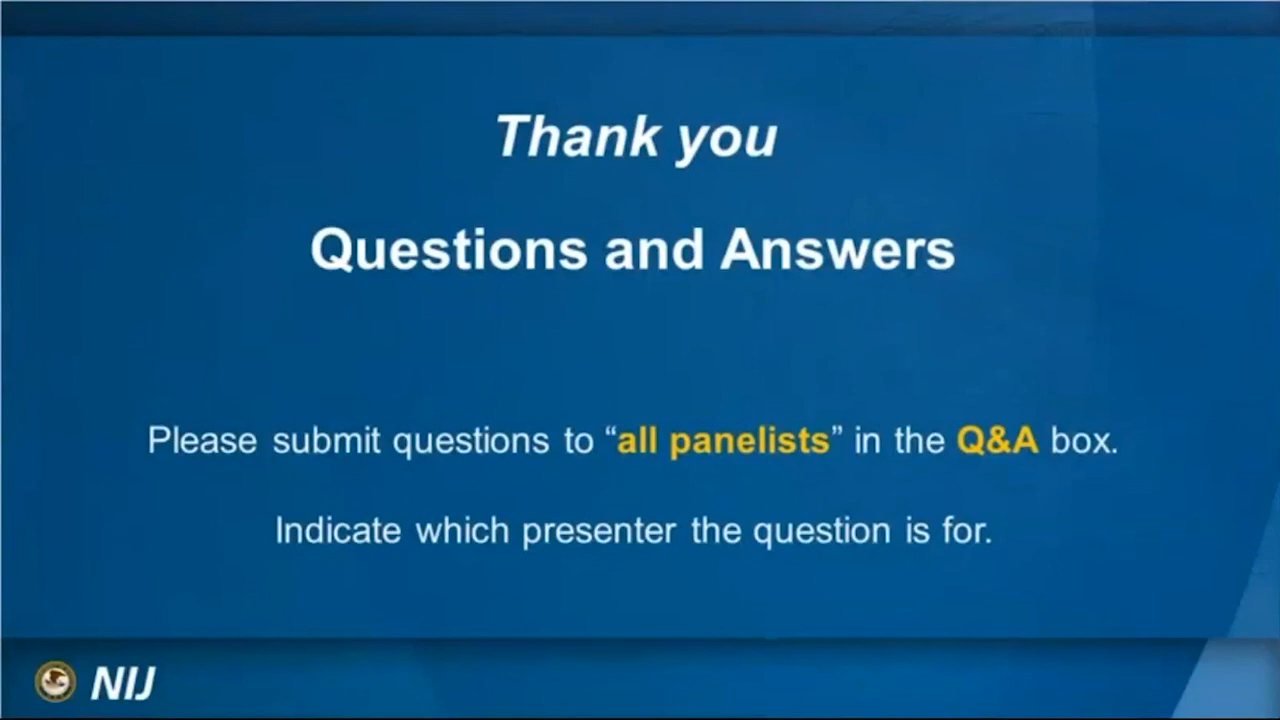 Thank you
Questions and Answers
Please submit questions to “all panelists” in the Q&A box.
Indicate which presenter the question is for.
NIJ